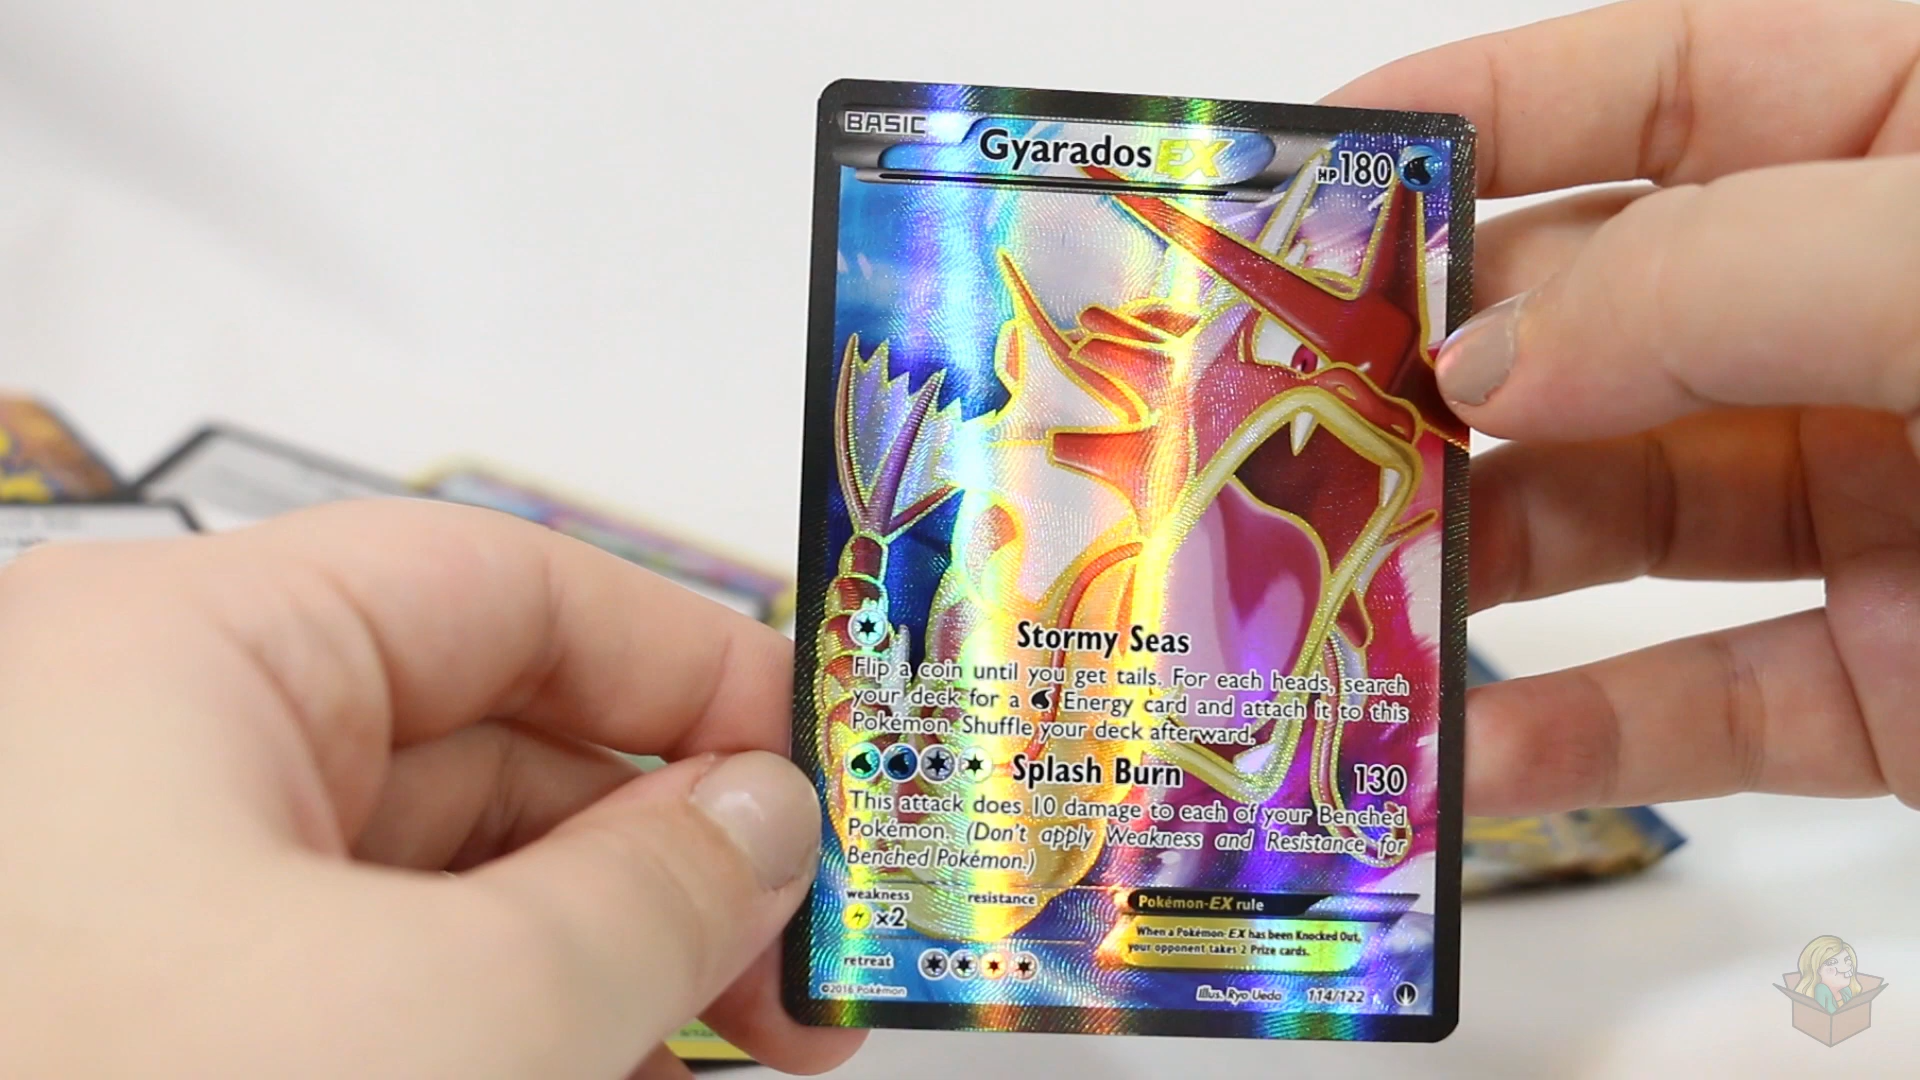 BASIC
Gyarados EX
HP 180
Stormy Seas
Flip a coin until you get tails. For each heads, search
your deck for a Energy card and attach it to this
Pokémon. Shuffle your deck afterward.
Splash Burn 130
This attack does 10 damage to each of your Benched
Pokémon. (Don't apply Weakness and Resistance for
Benched Pokémon.)
weakness resistance
×2
Pokémon-EX rule
When a Pokémon-EX has been Knocked Out,
your opponent takes 2 Prize cards.
retreat
©2016 Pokémon
Illus. Ryo Ueda 114/122